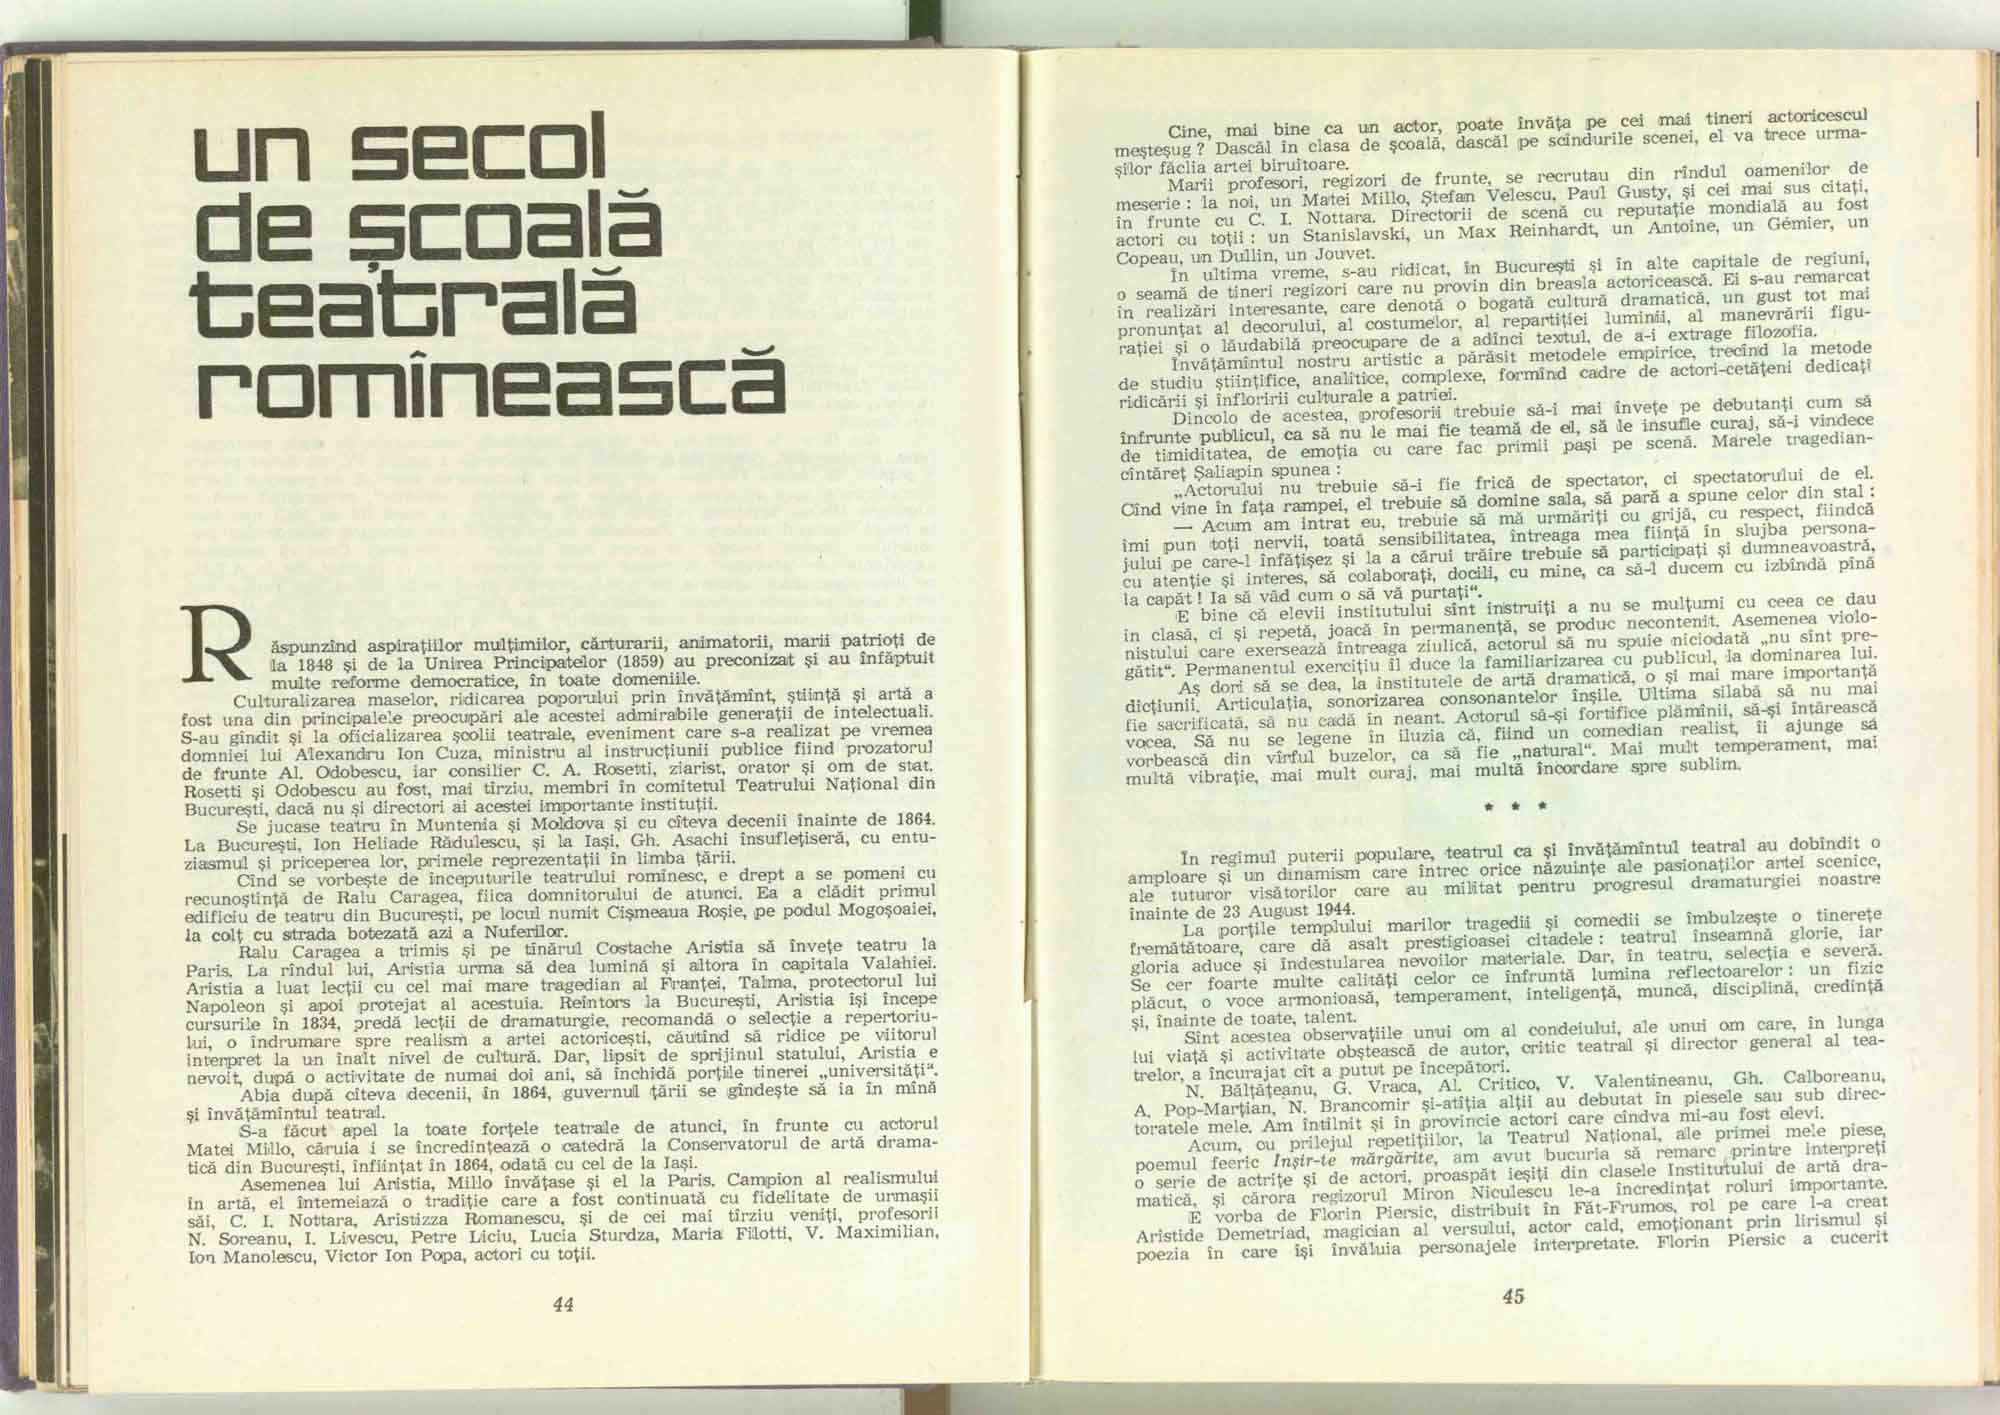 un secol
de școală
teatrală
romînească
Răspunzînd aspirațiilor mulțimilor, cărturarii, animatorii, marii patrioți de
la 1848 și de la Unirea Principatelor (1859) au preconizat și au înfăptuit
multe reforme democratice, în toate domeniile.
Culturalizarea maselor, ridicarea poporului prin învățămînt, știință și artă a
fost una din principalele preocupări ale acestei admirabile generații de intelectuali.
S-au gîndit și la oficializarea școlii teatrale, eveniment care s-a realizat pe vremea
domniei lui Alexandru Ion Cuza, ministru al instrucțiunii publice fiind prozatorul
de frunte Al. Odobescu, iar consilier C. A. Rosetti, ziarist, orator și om de stat.
Rosetti și Odobescu au fost, mai tîrziu, membri în comitetul Teatrului Național din
București, dacă nu și directori ai acestei importante instituții.
Se jucase teatru în Muntenia și Moldova și cu cîteva decenii înainte de 1864.
La București, Ion Heliade Rădulescu, și la Iași, Gh. Asachi însuflețiseră, cu entu-
ziasmul și priceperea lor, primele reprezentații în limba țării.
Cînd se vorbește de începuturile teatrului romînesc, e drept a se pomeni cu
recunoștință de Ralu Caragea, fiica domnitorului de atunci. Ea a clădit primul
edificiu de teatru din București, pe locul numit Cișmeaua Roșie, pe podul Mogoșoaiei,
la colț cu strada botezată azi a Nuferilor.
Ralu Caragea a trimis și pe tînărul Costache Aristia să învețe teatru la
Paris. La rîndul lui, Aristia urma să dea lumină și altora în capitala Valahiei.
Aristia a luat lecții cu cel mai mare tragedian al Franței, Talma, protectorul lui
Napoleon și apoi protejat al acestuia. Reîntors la București, Aristia își începe
cursurile în 1834, predă lecții de dramaturgie, recomandă o selecție a repertoriu-
lui, o îndrumare spre realism a artei actoricești, căutînd să ridice pe viitorul
interpret la un înalt nivel de cultură. Dar, lipsit de sprijinul statului, Aristia e
nevoit, după o activitate de numai doi ani, să închidă porțile tinerei „universități“.
Abia după cîteva decenii, în 1864, guvernul țării se gîndește să ia în mînă
și învățămîntul teatral.
S-a făcut apel la toate forțele teatrale de atunci, în frunte cu actorul
Matei Millo, căruia i se încredințează o catedră la Conservatorul de artă drama-
tică din București, înființat în 1864, odată cu cel de la Iași.
Asemenea lui Aristia, Millo învățase și el la Paris. Campion al realismului
în artă, el întemeiază o tradiție care a fost continuată cu fidelitate de urmașii
săi, C. I. Nottara, Aristizza Romanescu, și de cei mai tîrziu veniți, profesorii
N. Soreanu, I. Livescu, Petre Liciu, Lucia Sturdza, Maria Filotti, V. Maximilian,
Ion Manolescu, Victor Ion Popa, actori cu toții.
44
Cine, mai bine ca un actor, poate învăța pe cei mai tineri actoricescul
meșteșug ? Dascăl în clasa de școală, dascăl pe scîndurile scenei, el va trece urma-
șilor făclia artei biruitoare.
Marii profesori, regizori de frunte, se recrutau din rîndul oamenilor de
meserie : la noi, un Matei Millo, Ștefan Velescu, Paul Gusty, și cei mai sus citați,
în frunte cu C. I. Nottara. Directorii de scenă cu reputație mondială au fost
actori cu toții : un Stanislavski, un Max Reinhardt, un Antoine, un Gémier, un
Copeau, un Dullin, un Jouvet.
În ultima vreme, s-au ridicat, în București și în alte capitale de regiuni,
o seamă de tineri regizori care nu provin din breasla actoricească. Ei s-au remarcat
în realizări interesante, care denotă o bogată cultură dramatică, un gust tot mai
pronunțat al decorului, al costumelor, al repartiției luminii, al manevrării figu-
rației și o lăudabilă preocupare de a adînci textul, de a-i extrage filozofia.
Învățămîntul nostru artistic a părăsit metodele empirice, trecînd la metode
de studiu științifice, analitice, complexe, formînd cadre de actori-cetățeni dedicați
ridicării și înfloririi culturale a patriei.
Dincolo de acestea, profesorii trebuie să-i mai învețe pe debutanți cum să
înfrunte publicul, ca să nu le mai fie teamă de el, să le insufle curaj, să-i vindece
de timiditatea, de emoția cu care fac primii pași pe scenă. Marele tragedian-
cîntăreț Șaliapin spunea :
„Actorului nu trebuie să-i fie frică de spectator, ci spectatorului de el.
Cînd vine în fața rampei, el trebuie să domine sala, să pară a spune celor din stal :
— Acum am intrat eu, trebuie să mă urmăriți cu grijă, cu respect, fiindcă
îmi pun toți nervii, toată sensibilitatea, întreaga mea ființă în slujba persona-
jului pe care-l înfățișez și la a cărui trăire trebuie să participați și dumneavoastră,
cu atenție și interes, să colaborați, docili, cu mine, ca să-l ducem cu izbîndă pînă
la capăt ! Ia să văd cum o să vă purtați“.
E bine că elevii institutului sînt instruiți a nu se mulțumi cu ceea ce dau
în clasă, ci și repetă, joacă în permanență, se produc necontenit. Asemenea violo-
nistului care exersează întreaga ziulică, actorul să nu spuie niciodată „nu sînt pre-
gătit“. Permanentul exercițiu îl duce la familiarizarea cu publicul, la dominarea lui.
Aș dori să se dea, la institutele de artă dramatică, o și mai mare importanță
dicțiunii. Articulația, sonorizarea consonantelor înșile. Ultima silabă să nu mai
fie sacrificată, să nu cadă în neant. Actorul să-și fortifice plămînii, să-și întărească
vocea. Să nu se legene în iluzia că, fiind un comedian realist, îi ajunge să
vorbească din vîrful buzelor, ca să fie „natural“. Mai mult temperament, mai
multă vibrație, mai mult curaj, mai multă încordare spre sublim.
* * *
În regimul puterii populare, teatrul ca și învățămîntul teatral au dobîndit o
amploare și un dinamism care întrec orice năzuințe ale pasionaților artei scenice,
ale tuturor visătorilor care au militat pentru progresul dramaturgiei noastre
înainte de 23 August 1944.
La porțile templului marilor tragedii și comedii se îmbulzește o tinerețe
fremătătoare, care dă asalt prestigioasei citadele : teatrul înseamnă glorie, iar
gloria aduce și îndestularea nevoilor materiale. Dar, în teatru, selecția e severă.
Se cer foarte multe calități celor ce înfruntă lumina reflectoarelor : un fizic
plăcut, o voce armonioasă, temperament, inteligență, muncă, disciplină, credință
și, înainte de toate, talent.
Sînt acestea observațiile unui om al condeiului, ale unui om care, în lunga
lui viață și activitate obștească de autor, critic teatral și director general al tea-
trelor, a încurajat cît a putut pe începători.
N. Bălțățeanu, G. Vraca, Al. Critico, V. Valentineanu, Gh. Calboreanu,
A. Pop-Marțian, N. Brancomir și-atîția alții au debutat în piesele sau sub direc-
toratele mele. Am întîlnit și în provincie actori care cîndva mi-au fost elevi.
Acum, cu prilejul repetițiilor, la Teatrul Național, ale primei mele piese,
poemul feeric Înșir-te mărgărite, am avut bucuria să remarc printre interpreți
o serie de actrițe și de actori, proaspăt ieșiți din clasele Institutului de artă dra-
matică, și cărora regizorul Miron Niculescu le-a încredințat roluri importante.
E vorba de Florin Piersic, distribuit în Făt-Frumos, rol pe care l-a creat
Aristide Demetriad, magician al versului, actor cald, emoționant prin lirismul și
poezia în care își învăluia personajele interpretate. Florin Piersic a cucerit
45